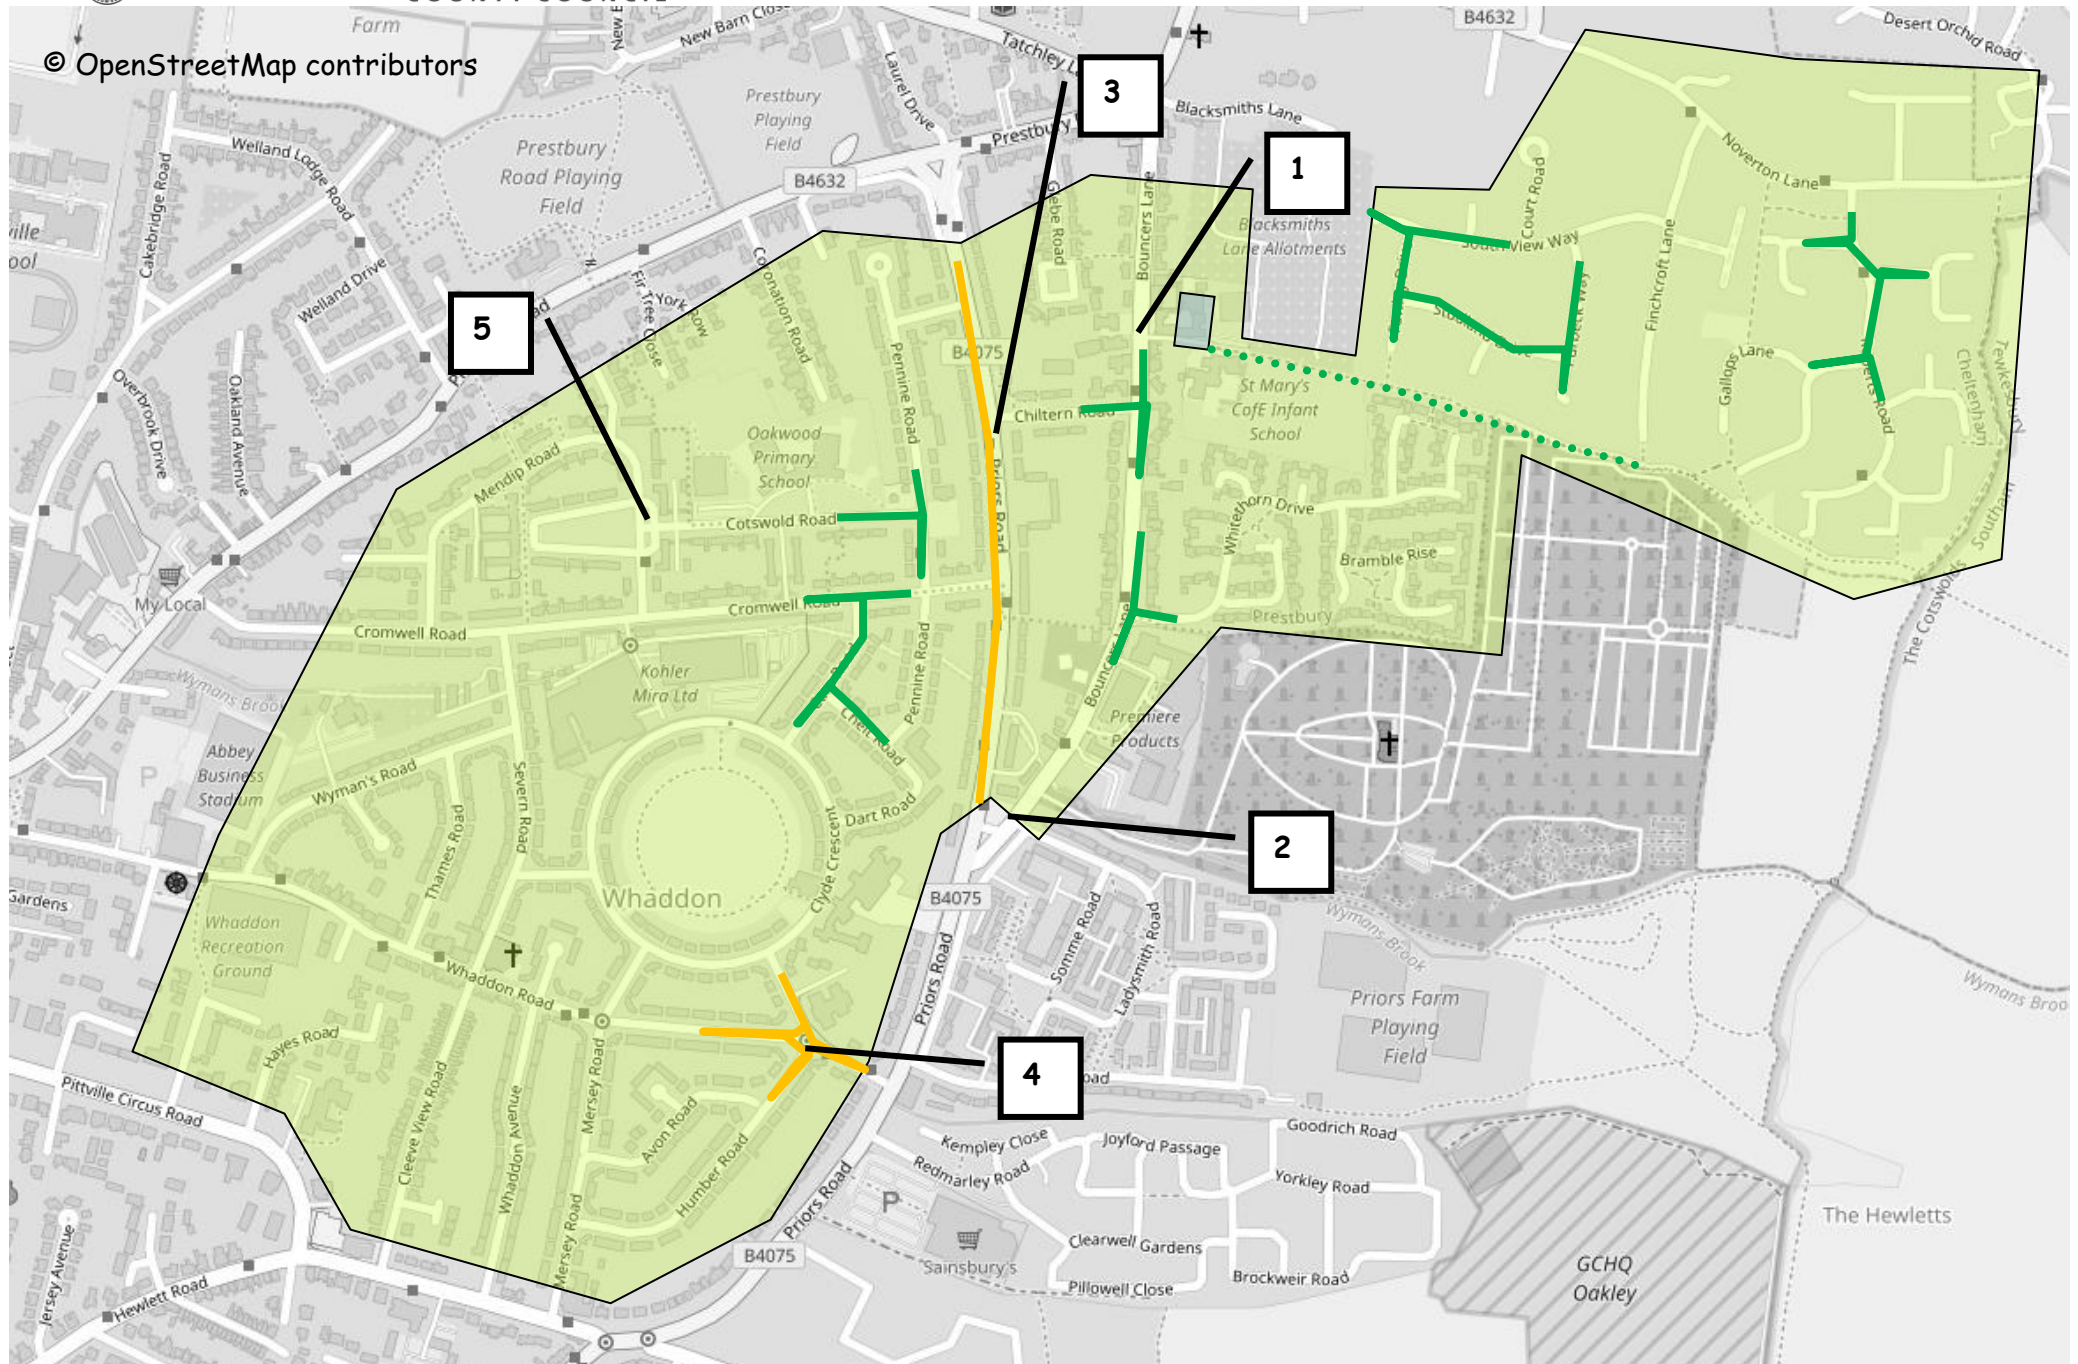 © OpenStreetMap contributors
Farm
New Barn Close
Laurel Drive
B4632
Desert Orchid Road
Prestbury
Playing
Field
3
Blacksmiths Lane
Welland Lodge Road
Cakebridge Road
Prestbury
Road Playing
Field
B4632
1
Noverton Lane
Court Road
Glebe Road
Bouncers Lane
Blacksmiths
Lane Allotments
South View Way
Finchcroft Lane
Welland Drive
Fir Tree Close
York Row
Coronation Road
5
B4075
Pennine Road
Purbeck Way
Gallops Lane
Tewkesbury
Cheltenham
Overbrook Drive
Oakland Avenue
Chiltern Road
St Mary's
CofE Infant
School
Oakwood
Primary
School
Mendip Road
Cotswold Road
Priors Road
Whitethorn Drive
Bramble Rise
Southam
My Local
Cromwell Road
Cromwell Road
Prestbury
The Cotswolds
Wymans Brook
Kohler
Mira Ltd
Pennine Road
Bouncers Lane
Premiere
Products
Chelt Road
Abbey
Business
Stadium
P
P
Wyman's Road
Severn Road
Thames Road
Dart Road
Clyde Crescent
2
Gardens
Whaddon
B4075
Whaddon
Recreation
Ground
Wymans Brook
Somme Road
Ladysmith Road
Priors Road
Whaddon Road
Priors Farm
Playing
Field
Wymans Broo
Hayes Road
4
Pittville Circus Road
Cleeve View Road
Whaddon Avenue
Mersey Road
Avon Road
Humber Road
Kempley Close
Joyford Passage
Goodrich Road
Redmarley Road
Yorkley Road
P
Priors Road
Mersey Road
The Hewletts
Jersey Avenue
Hewlett Road
B4075
Sainsbury's
Clearwell Gardens
Brockweir Road
Pillowell Close
GCHQ
Oakley